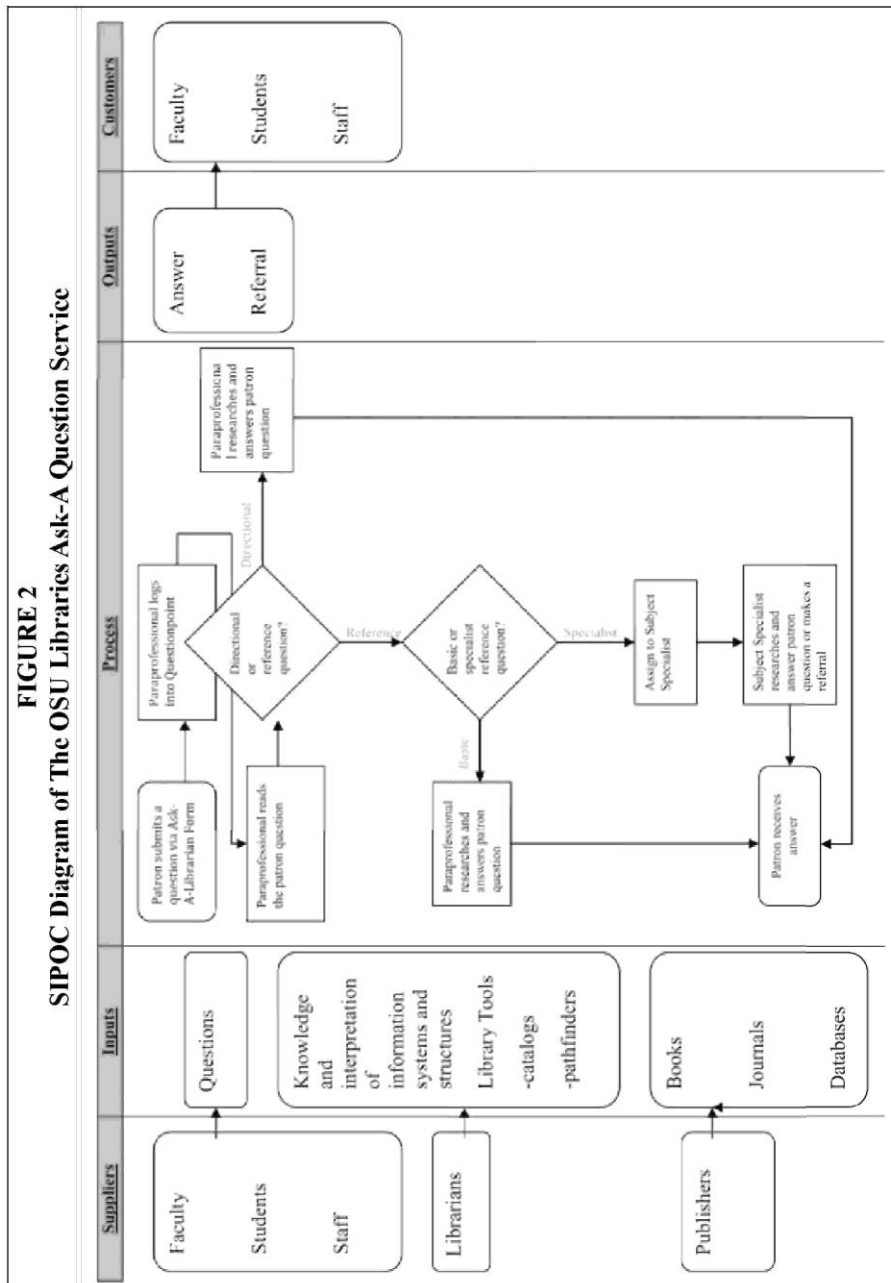 FIGURE 2
SIPOC Diagram of The OSU Libraries Ask-A Question Service
Suppliers
Inputs
Process
Outputs
Customers
Faculty
Students
Staff
Librarians
Publishers
Questions
Knowledge
and
interpretation
of
information
systems and
structures
Library Tools
-catalogs
-pathfinders
Books
Journals
Databases
Patron submits a
question via Ask-
A-Librarian Form
Paraprofessional logs
into Questionpoint
Paraprofessional reads
the patron question
Directional
or
reference
question?
Directional
Paraprofessiona
l researches and
answers patron
question
Reference
Basic or
specialist
reference
question?
Basic
Paraprofessional
researches and
answers patron
question
Specialist
Assign to Subject
Specialist
Subject Specialist
researches and
answer patron
question or makes a
referral
Patron receives
answer
Answer
Referral
Faculty
Students
Staff